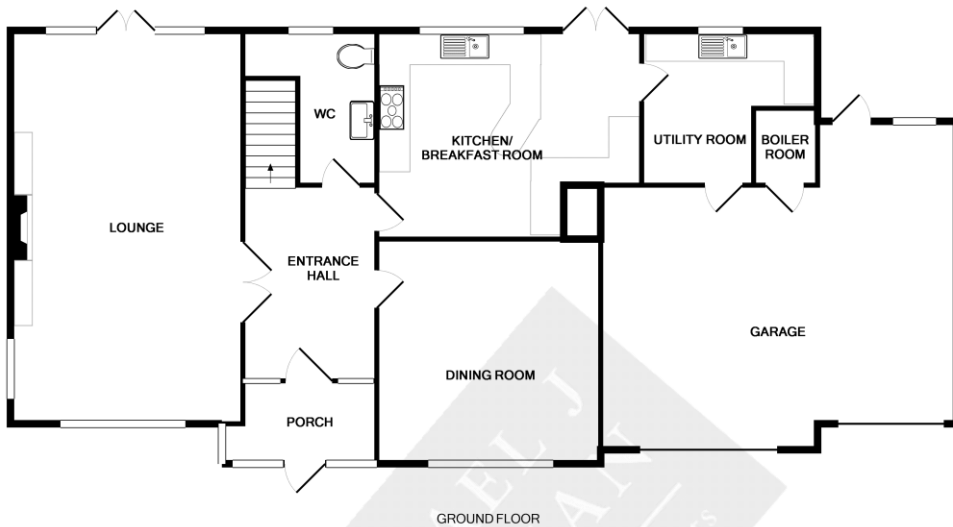 WC
KITCHEN/
BREAKFAST ROOM
UTILITY ROOM
BOILER
ROOM
LOUNGE
ENTRANCE
HALL
GARAGE
DINING ROOM
PORCH
GROUND FLOOR